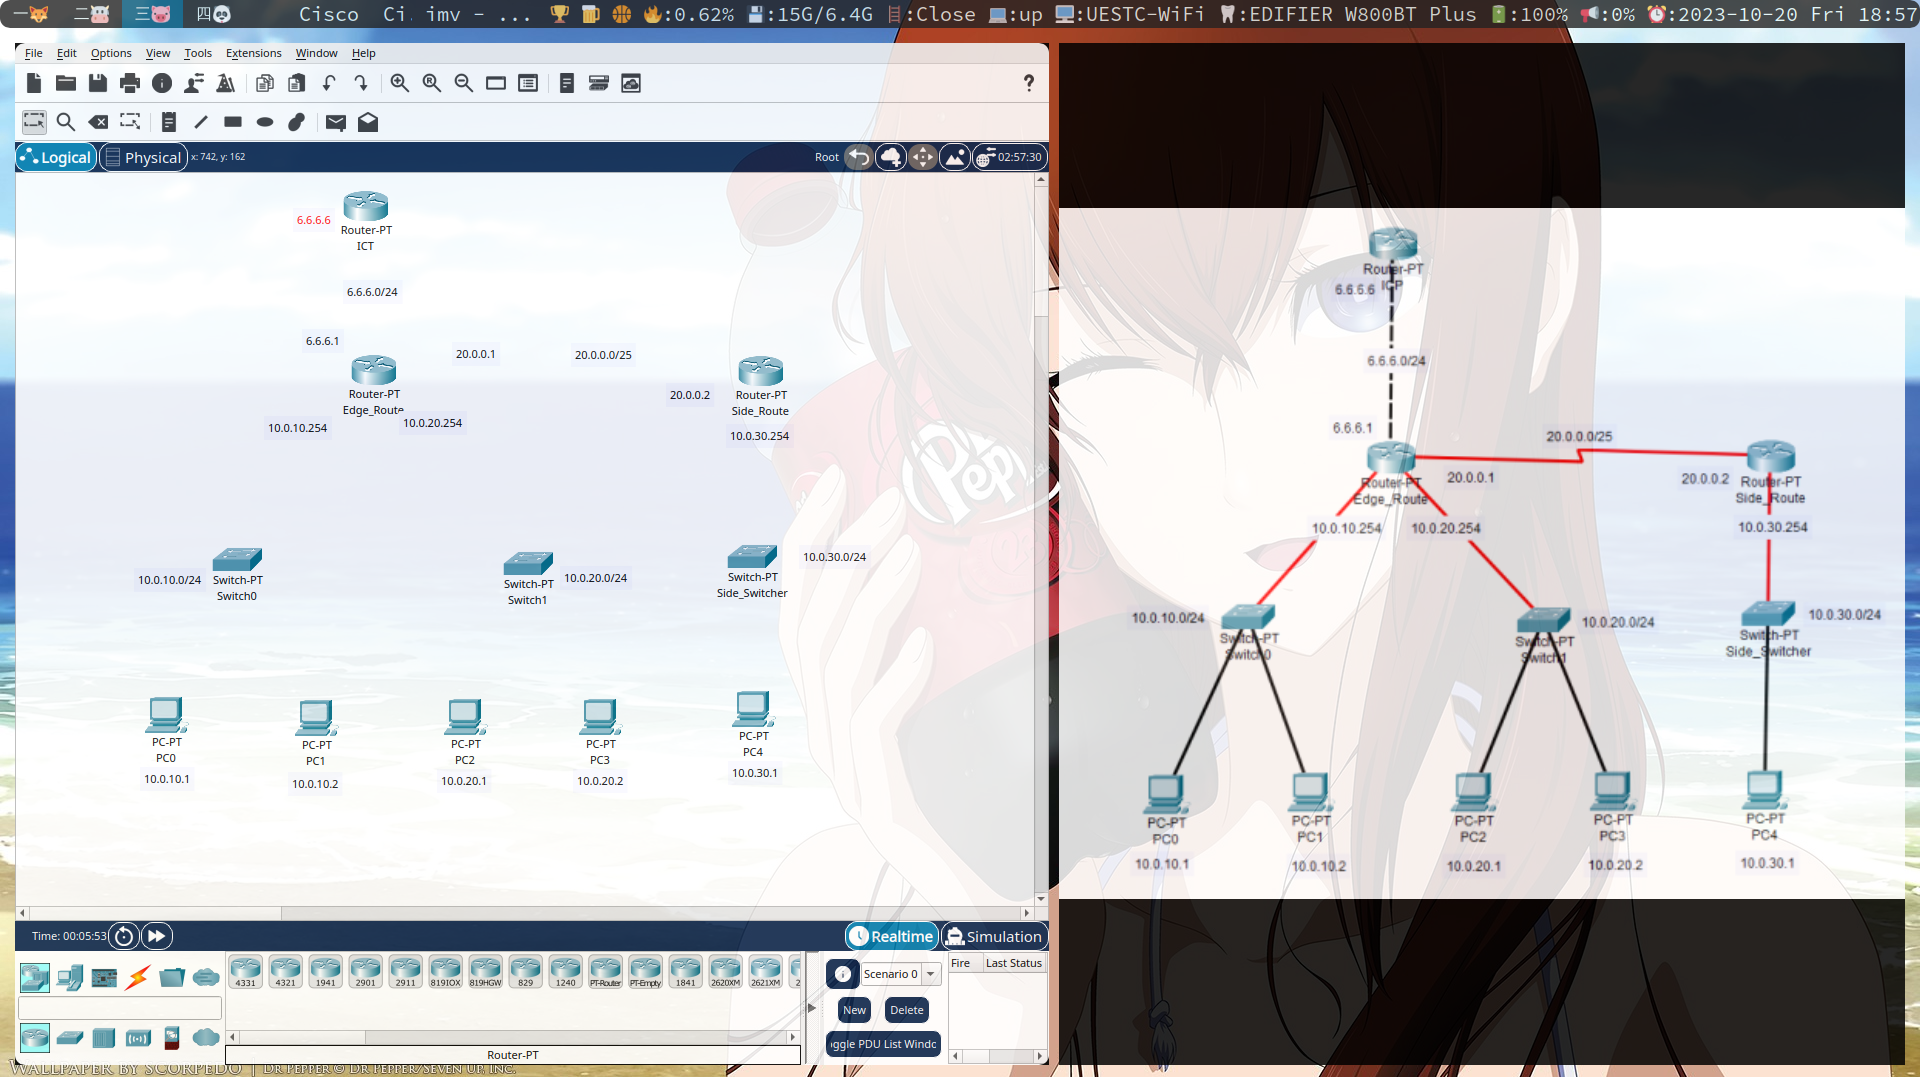 一 二 三 四 Cisco Ci. imv - ... :0.62% :15G/6.4G :Close :up :UESTC-WiFi :EDIFIER W800BT Plus :100% :0% :2023-10-20 Fri 18:57
File Edit Options View Tools Extensions Window Help
Logical Physical x: 742, y: 162 Root 02:57:30
6.6.6.6
Router-PT
ICT
6.6.6.0/24
6.6.6.1
20.0.0.1
20.0.0.0/25
Router-PT
Edge_Route
20.0.0.2
Router-PT
Side_Route
10.0.10.254
10.0.20.254
10.0.30.254
10.0.10.0/24
Switch-PT
Switch0
Switch-PT
Switch1
10.0.20.0/24
Switch-PT
Side_Switcher
10.0.30.0/24
PC-PT
PC0
10.0.10.1
PC-PT
PC1
10.0.10.2
PC-PT
PC2
10.0.20.1
PC-PT
PC3
10.0.20.2
PC-PT
PC4
10.0.30.1
Time: 00:05:53 Realtime Simulation
4331 4321 1941 2901 2911 819IOX 819HGW 829 1240 PT-Router PT-Empty 1841 2620XM 2621XM 2
Scenario 0
Fire Last Status
New Delete
oggle PDU List Windc
Router-PT
Wallpaper by Scorpedo | Dr Pepper © Dr Pepper/Seven Up, Inc.
Pep
Router-PT
ICP
6.6.6.6
6.6.6.0/24
6.6.6.1
20.0.0.0/25
Router-PT
Edge_Route
20.0.0.1
20.0.0.2
Router-PT
Side_Route
10.0.10.254
10.0.20.254
10.0.30.254
10.0.10.0/24
Switch-PT
Switch0
Switch-PT
Switch1
10.0.20.0/24
Switch-PT
Side_Switcher
10.0.30.0/24
PC-PT
PC0
10.0.10.1
PC-PT
PC1
10.0.10.2
PC-PT
PC2
10.0.20.1
PC-PT
PC3
10.0.20.2
PC-PT
PC4
10.0.30.1